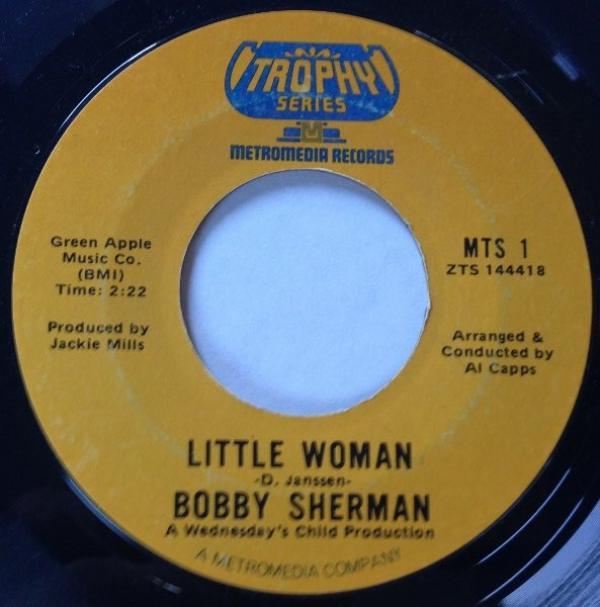 TROPHY
SERIES
M
METROMEDIA RECORDS
Green Apple
Music Co.
(BMI)
Time: 2:22
Produced by
Jackie Mills
MTS 1
ZTS 144418
Arranged &
Conducted by
Al Capps
LITTLE WOMAN
-D. Janssen-
BOBBY SHERMAN
A Wednesday's Child Production
A METROMEDIA COMPANY